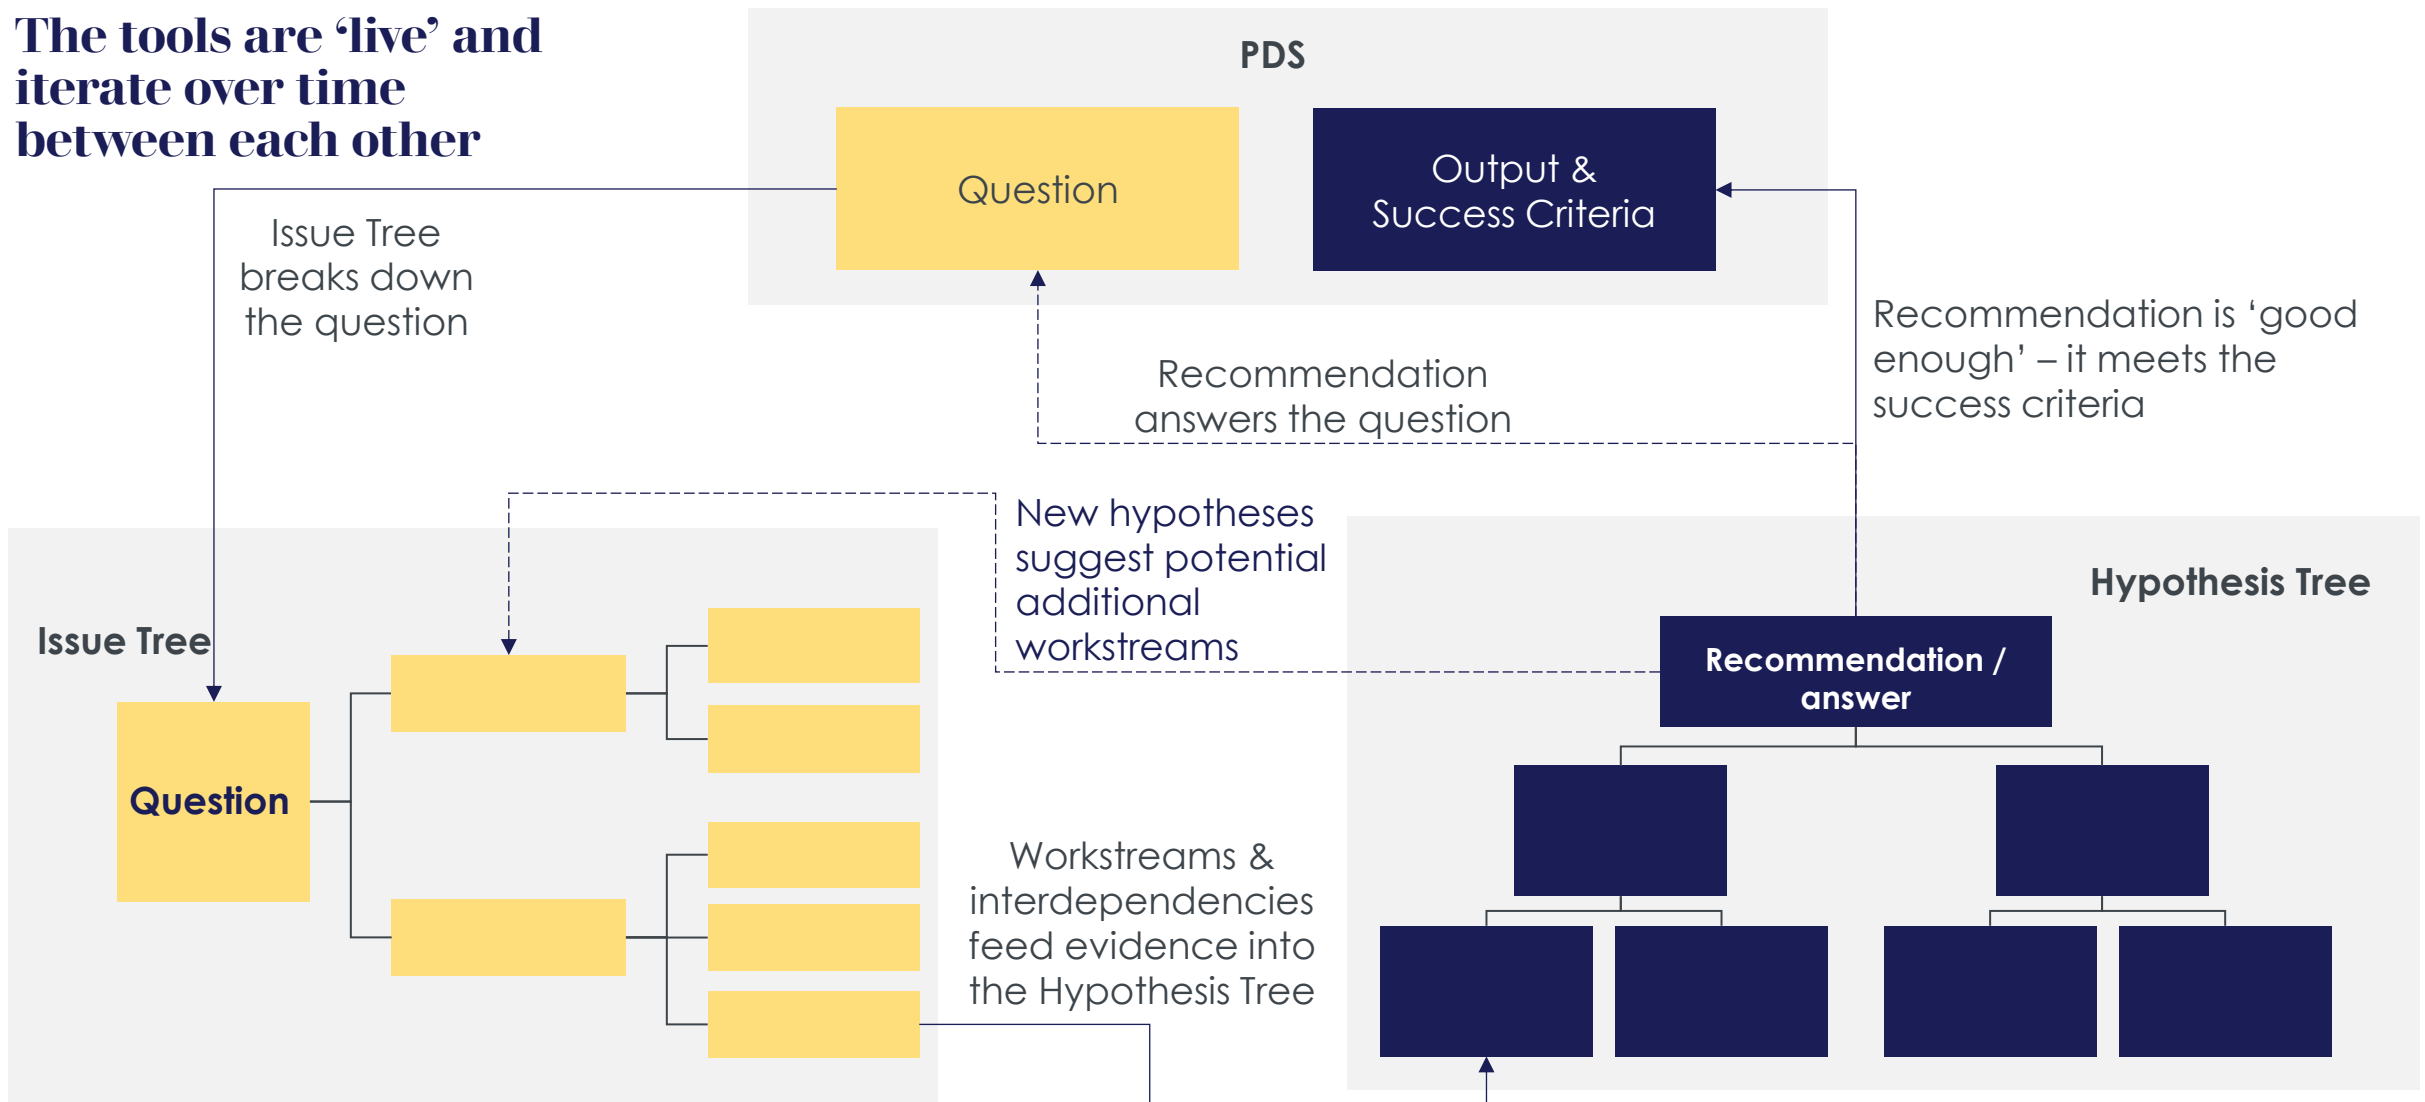 The tools are ‘live’ and
iterate over time
between each other
PDS
Question
Output &
Success Criteria
Issue Tree
breaks down
the question
Recommendation is ‘good
enough’ – it meets the
success criteria
Recommendation
answers the question
New hypotheses
suggest potential
additional
workstreams
Hypothesis Tree
Issue Tree
Recommendation /
answer
Question
Workstreams &
interdependencies
feed evidence into
the Hypothesis Tree